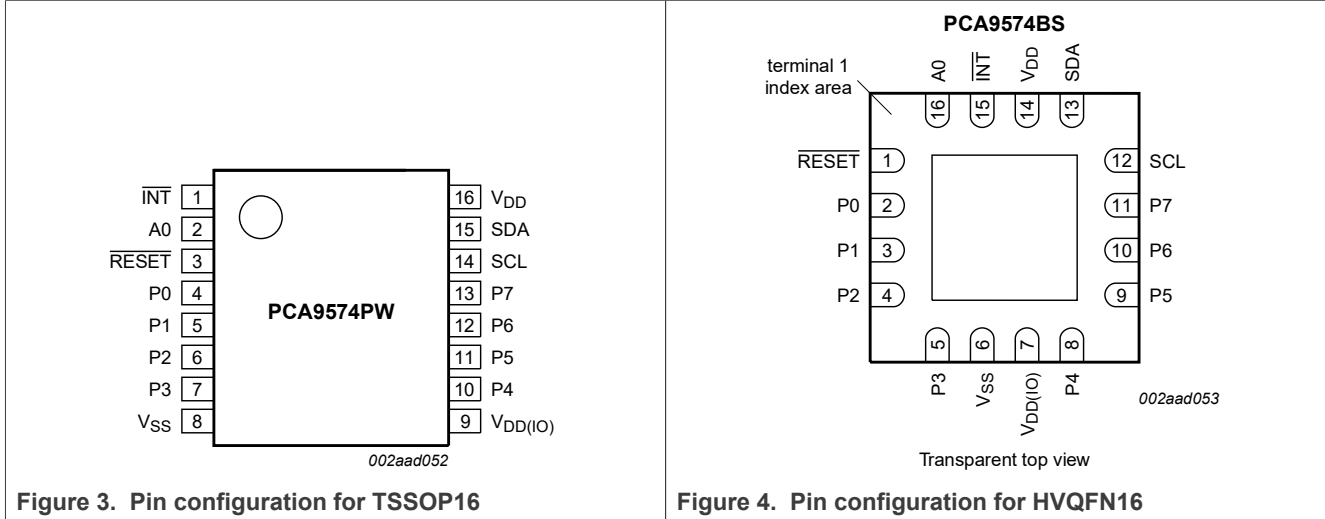 INT 1
A0 2
RESET 3
P0 4
P1 5
P2 6
P3 7
VSS 8
PCA9574PW
16 VDD
15 SDA
14 SCL
13 P7
12 P6
11 P5
10 P4
9 VDD(IO)
002aad052
Figure 3. Pin configuration for TSSOP16
PCA9574BS
terminal 1
index area
A0 INT VDD SDA
16 15 14 13
RESET 1
P0 2
P1 3
P2 4
12 SCL
11 P7
10 P6
9 P5
5 6 7 8
P3 VSS VDD(IO) P4
002aad053
Transparent top view
Figure 4. Pin configuration for HVQFN16